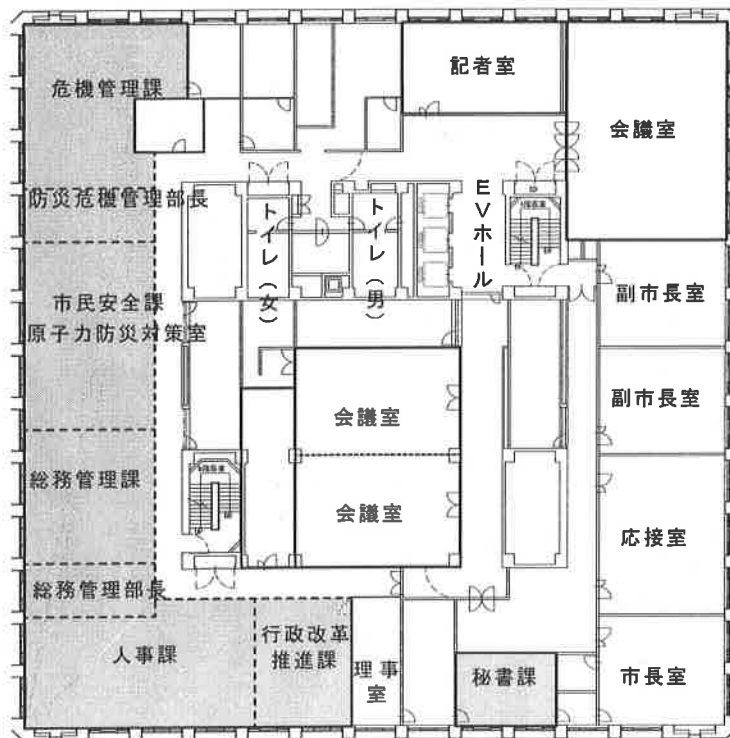 危機管理課
記者室
会議室
防災危機管理部長
トイレ(女)
トイレ(男)
EVホール
市民安全課
原子力防災対策室
副市長室
会議室
副市長室
総務管理課
会議室
応接室
総務管理部長
人事課
行政改革
推進課
理事
室
秘書課
市長室